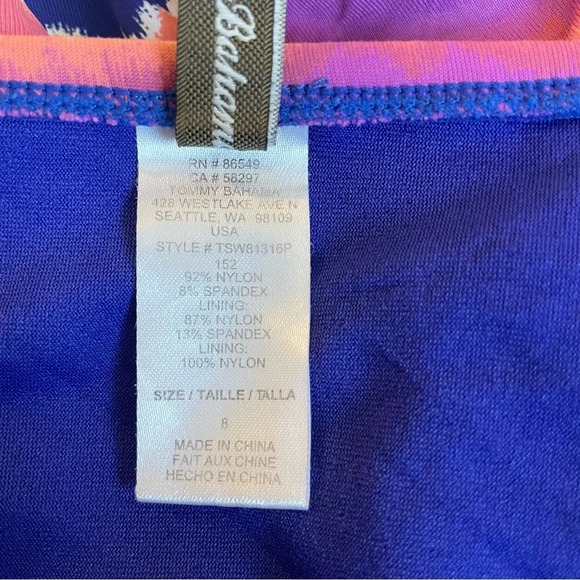 Baham
RN # 86549
CA # 58297
TOMMY BAHAMA
428 WESTLAKE AVE N
SEATTLE, WA 98109
USA
STYLE # TSW81316P
152
92% NYLON
8% SPANDEX
LINING:
87% NYLON
13% SPANDEX
LINING:
100% NYLON
SIZE / TAILLE / TALLA
8
MADE IN CHINA
FAIT AUX CHINE
HECHO EN CHINA